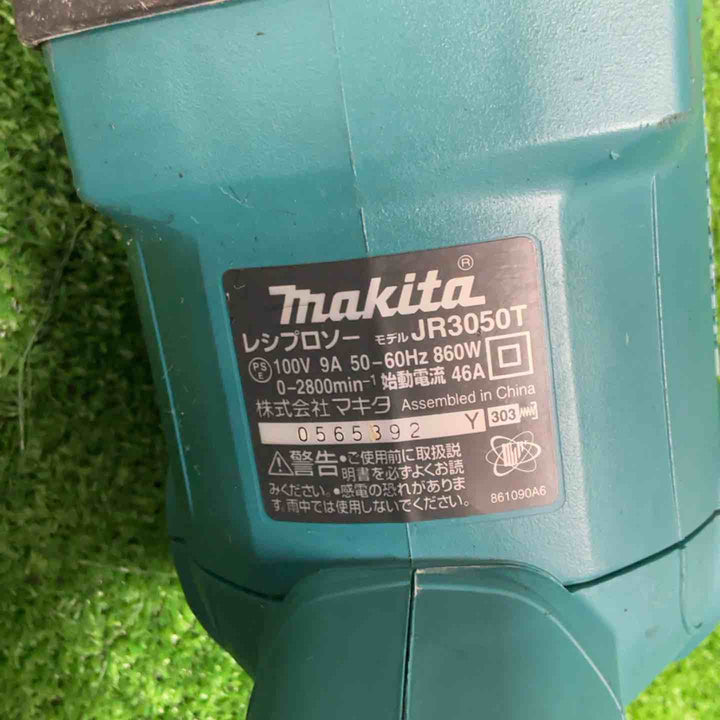 makita®
レシプロソー モデル JR3050T
PSE 100V 9A 50-60Hz 860W
0-2800min-1 始動電流 46A
株式会社マキタ Assembled in China
0565392 Y 303
警告 •ご使用前に取扱説
明書を必ずよくお読
みください。•感電の恐れがありま
す。雨中では使用しないでください。
861090A6